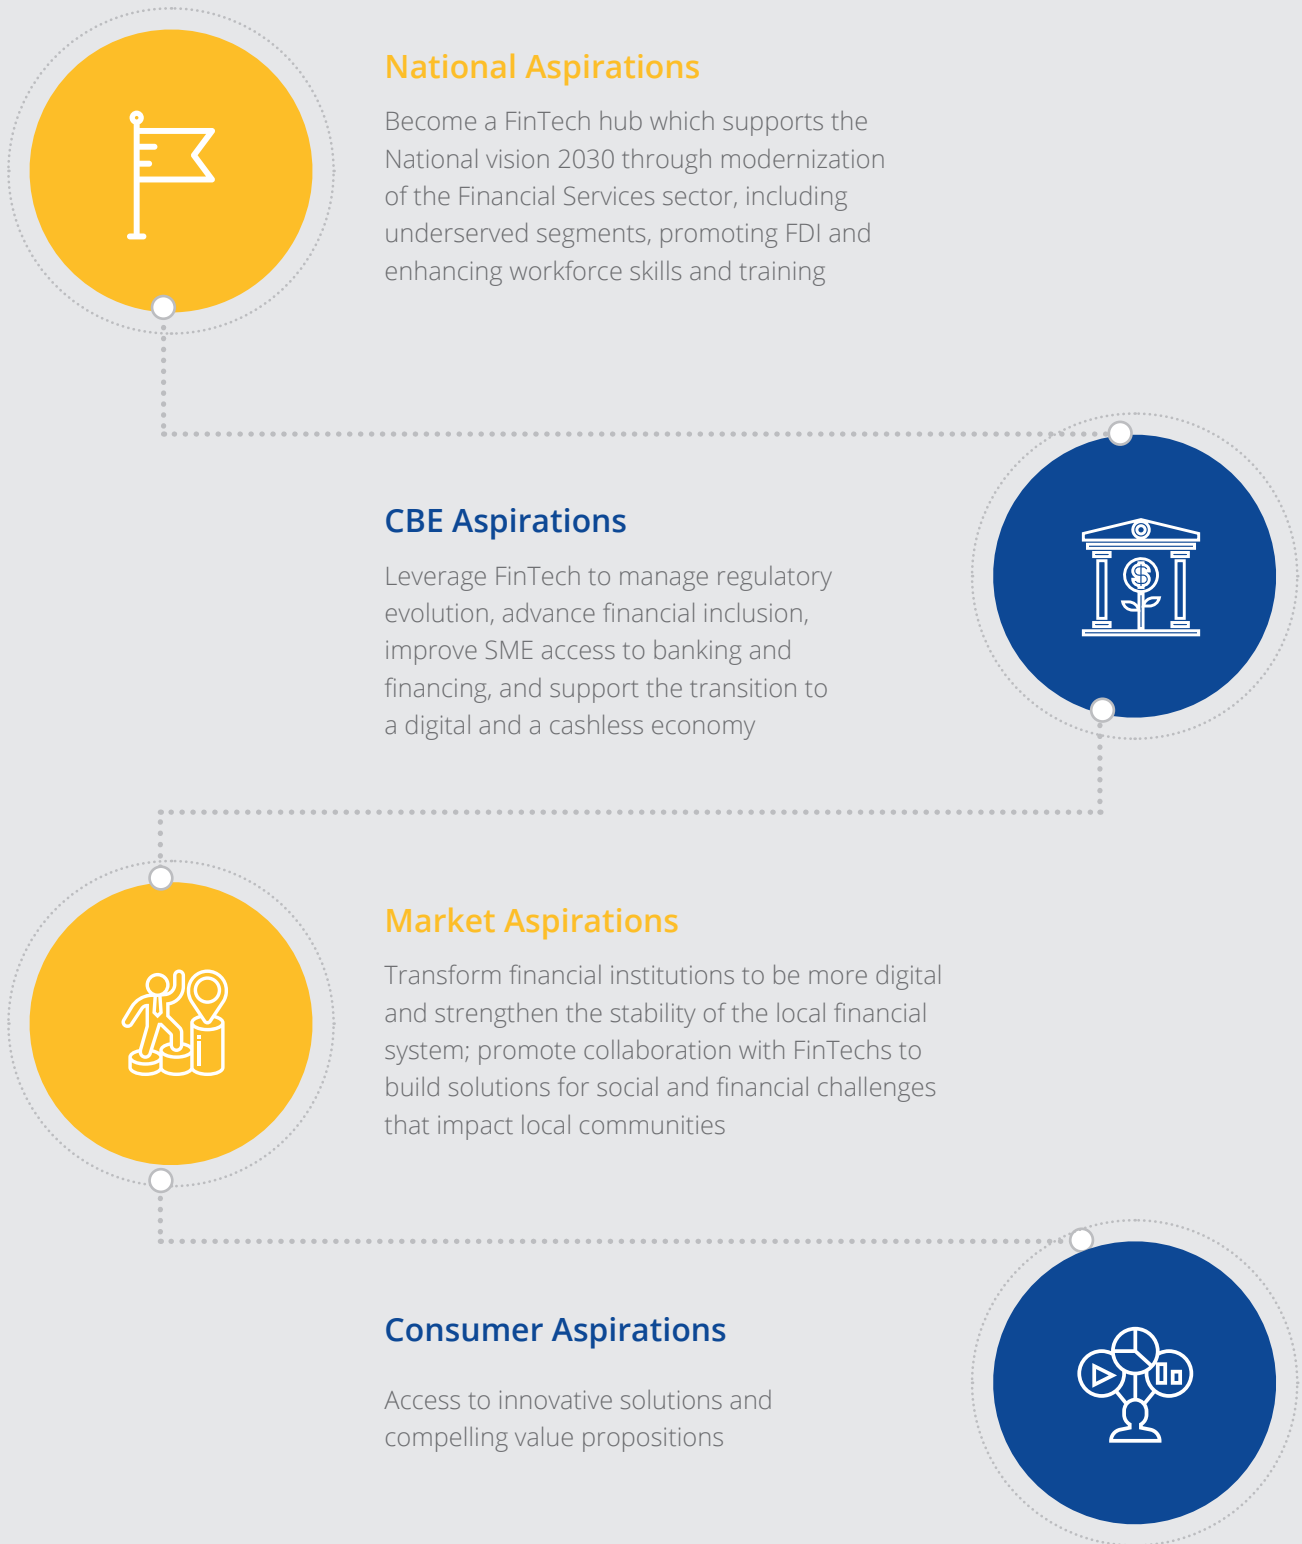 National Aspirations
Become a FinTech hub which supports the
National vision 2030 through modernization
of the Financial Services sector, including
underserved segments, promoting FDI and
enhancing workforce skills and training
CBE Aspirations
Leverage FinTech to manage regulatory
evolution, advance financial inclusion,
improve SME access to banking and
financing, and support the transition to
a digital and a cashless economy
Market Aspirations
Transform financial institutions to be more digital
and strengthen the stability of the local financial
system; promote collaboration with FinTechs to
build solutions for social and financial challenges
that impact local communities
Consumer Aspirations
Access to innovative solutions and
compelling value propositions